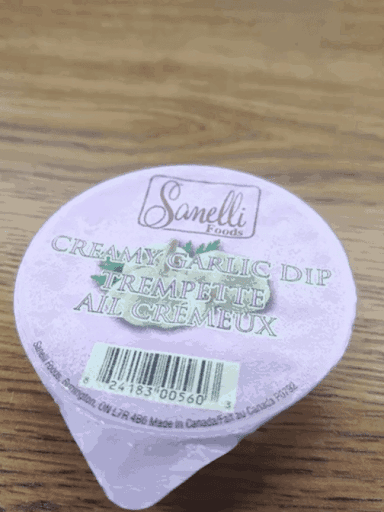 Sanelli
Foods
CREAMY GARLIC DIP
TREMPETTE
AIL CRÉMEUX
8 24183 00560 3
Sanelli Foods, Burlington, ON L7R 4B6 Made in Canada/Fait au Canada